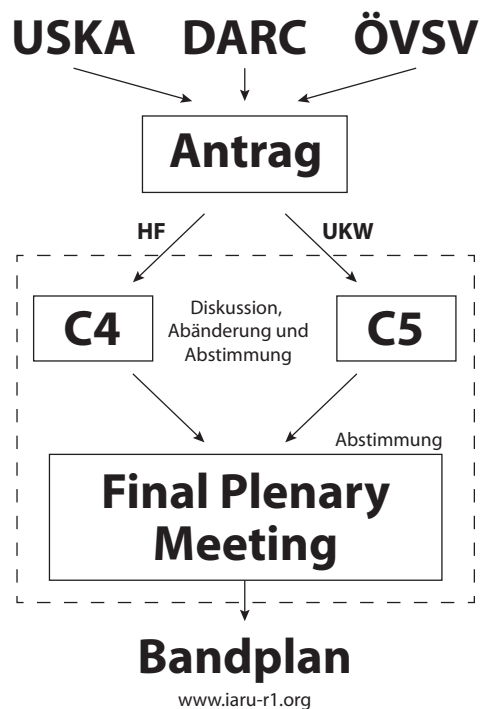 USKA DARC ÖVSV
Antrag
HF UKW
C4
Diskussion,
Abänderung und
Abstimmung
C5
Abstimmung
Final Plenary
Meeting
Bandplan
www.iaru-r1.org